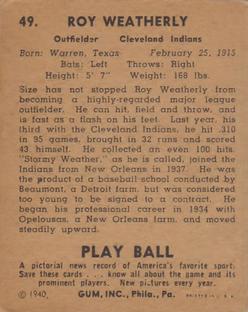 49. ROY WEATHERLY
Outfielder Cleveland Indians
Born: Warren, Texas February 25, 1915
Bats: Left Throws: Right
Height: 5' 7" Weight: 168 lbs.
Size has not stopped Roy Weatherly from
becoming a highly-regarded major league
outfielder. He can hit, field and throw, and
is fast as a flash on his feet. Last year, his
third with the Cleveland Indians, he hit .310
in 95 games, brought in 32 runs and scored
43 himself. He collected an even 100 hits.
"Stormy Weather," as he is called, joined the
Indians from New Orleans in 1937. He was
the product of a baseball school conducted by
Beaumont, a Detroit farm, but was considered
too young to be signed to a contract. He
began his professional career in 1934 with
Opelousas, a New Orleans farm, and moved
steadily upward.
PLAY BALL
A pictorial news record of America's favorite sport.
Save these cards . . . know all about the game and its
prominent players. New pictures every year.
© 1940, GUM, INC., Phila., Pa.